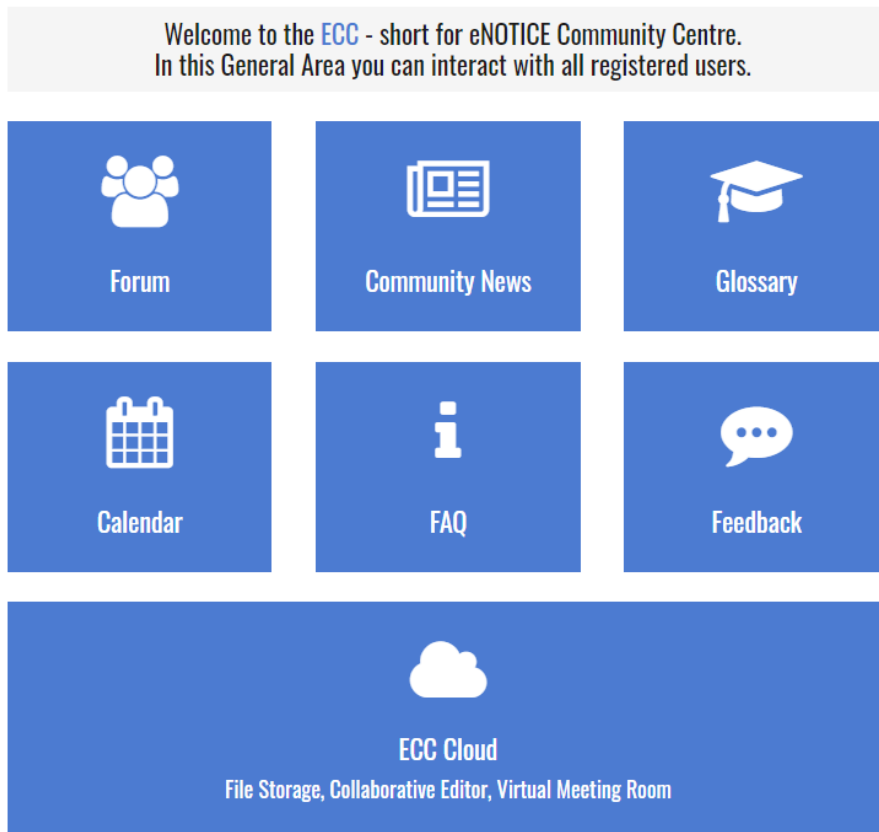 Welcome to the ECC - short for eNOTICE Community Centre.
In this General Area you can interact with all registered users.
Forum
Community News
Glossary
Calendar
FAQ
Feedback
ECC Cloud
File Storage, Collaborative Editor, Virtual Meeting Room